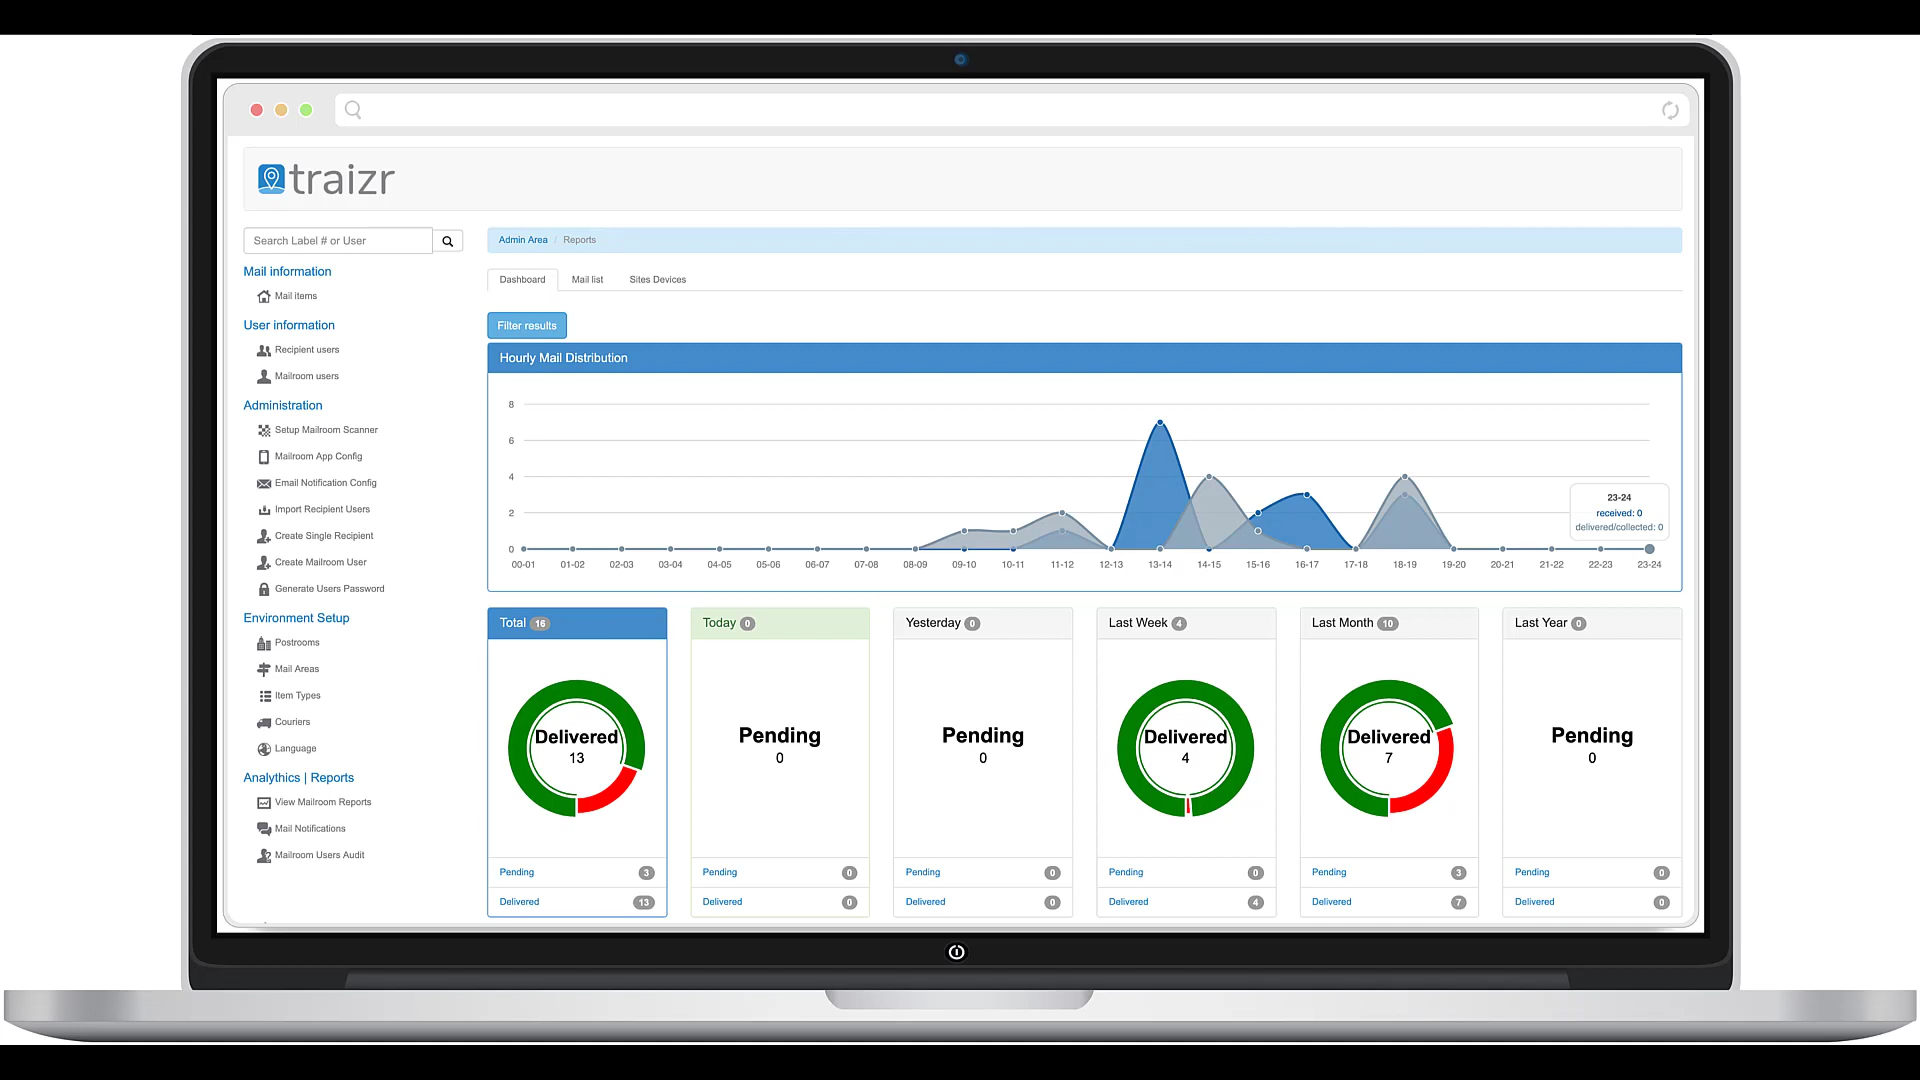 traizr
Search Label # or User
Mail information
Mail items
User information
Recipient users
Mailroom users
Administration
Setup Mailroom Scanner
Mailroom App Config
Email Notification Config
Import Recipient Users
Create Single Recipient
Create Mailroom User
Generate Users Password
Environment Setup
Postrooms
Mail Areas
Item Types
Couriers
Language
Analythics | Reports
View Mailroom Reports
Mail Notifications
Mailroom Users Audit
Admin Area / Reports
Dashboard Mail list Sites Devices
Filter results
Hourly Mail Distribution
8
6
4
2
0
23-24
received: 0
delivered/collected: 0
00-01 01-02 02-03 03-04 04-05 05-06 06-07 07-08 08-09 09-10 10-11 11-12 12-13 13-14 14-15 15-16 16-17 17-18 18-19 19-20 20-21 21-22 22-23 23-24
Total 16
Delivered
13
Pending 3
Delivered 13
Today 0
Pending
0
Pending 0
Delivered 0
Yesterday 0
Pending
0
Pending 0
Delivered 0
Last Week 4
Delivered
4
Pending 0
Delivered 4
Last Month 10
Delivered
7
Pending 3
Delivered 7
Last Year 0
Pending
0
Pending 0
Delivered 0